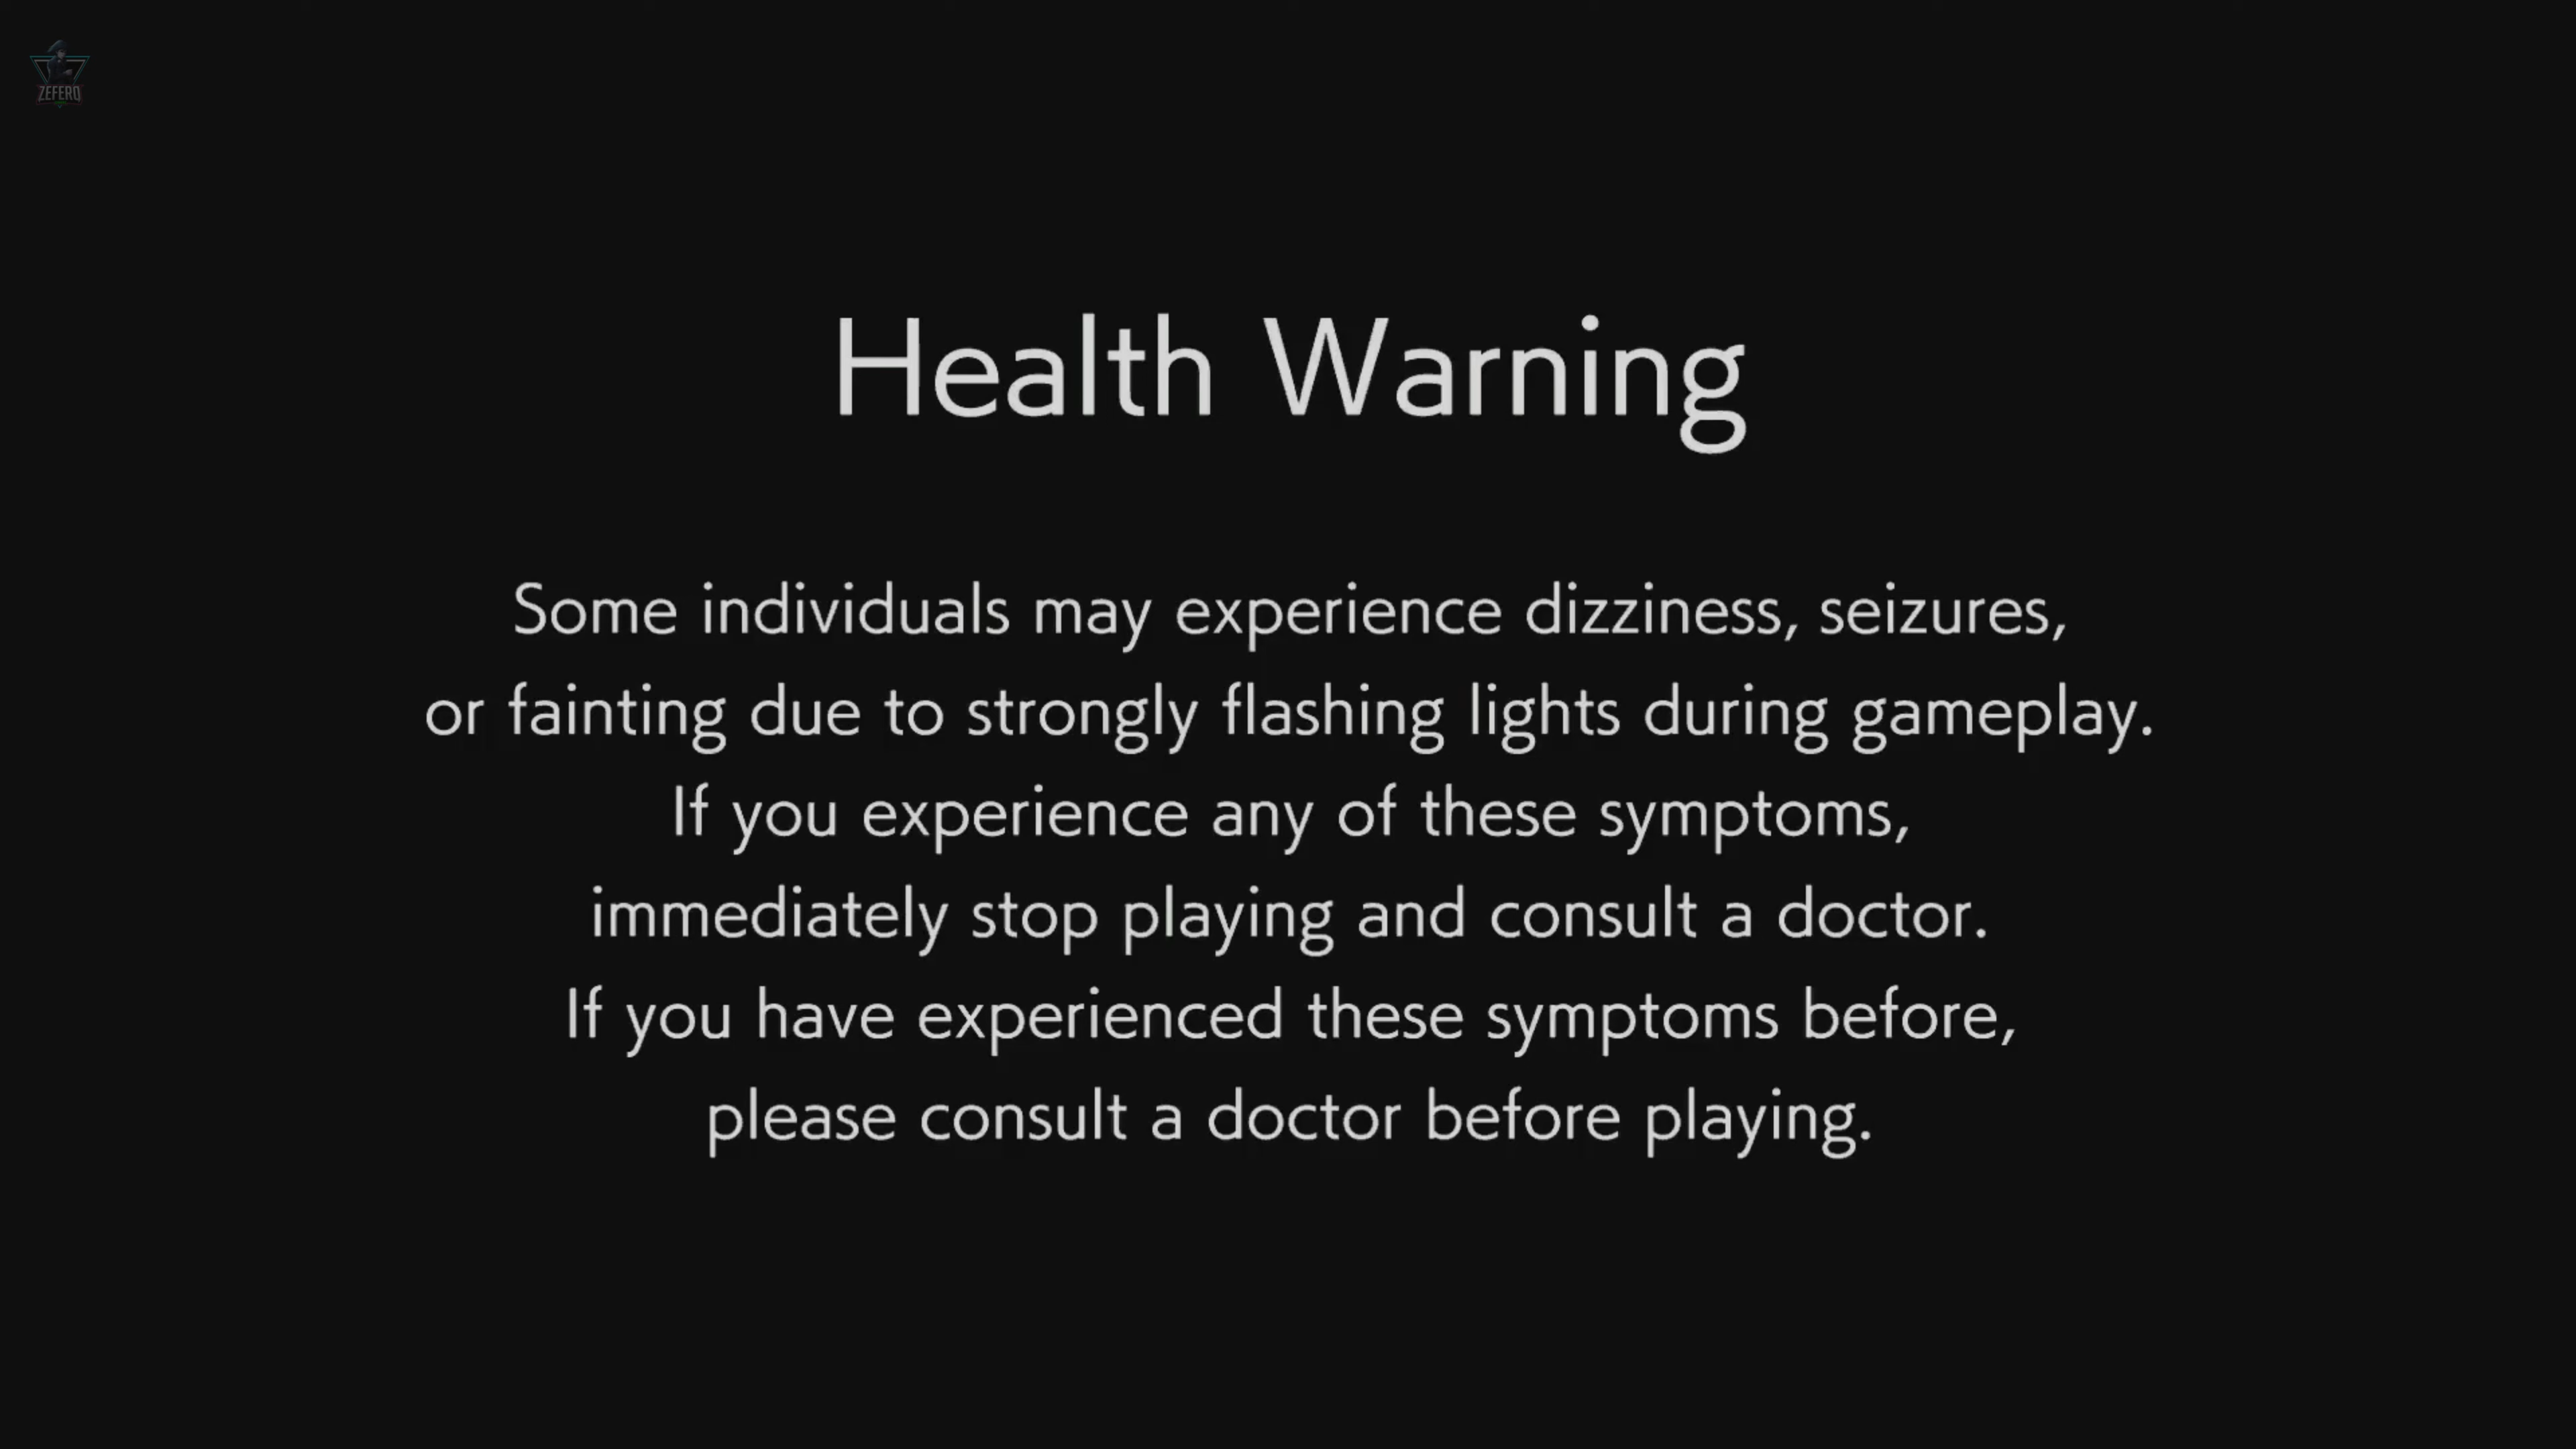 ZEFERO
Health Warning
Some individuals may experience dizziness, seizures,
or fainting due to strongly flashing lights during gameplay.
If you experience any of these symptoms,
immediately stop playing and consult a doctor.
If you have experienced these symptoms before,
please consult a doctor before playing.